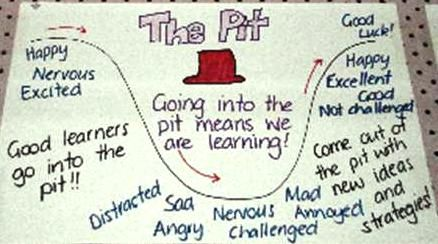 The Pit
Good
Luck!
Happy
Nervous
Excited
Going into the
pit means we
are learning!
Happy
Excellent
Good
Not challenged
Good learners
go into the
pit!!
Distracted
Sad
Angry
Nervous
Challenged
Mad
Annoyed
Come out of
the pit with
new ideas
and
strategies!